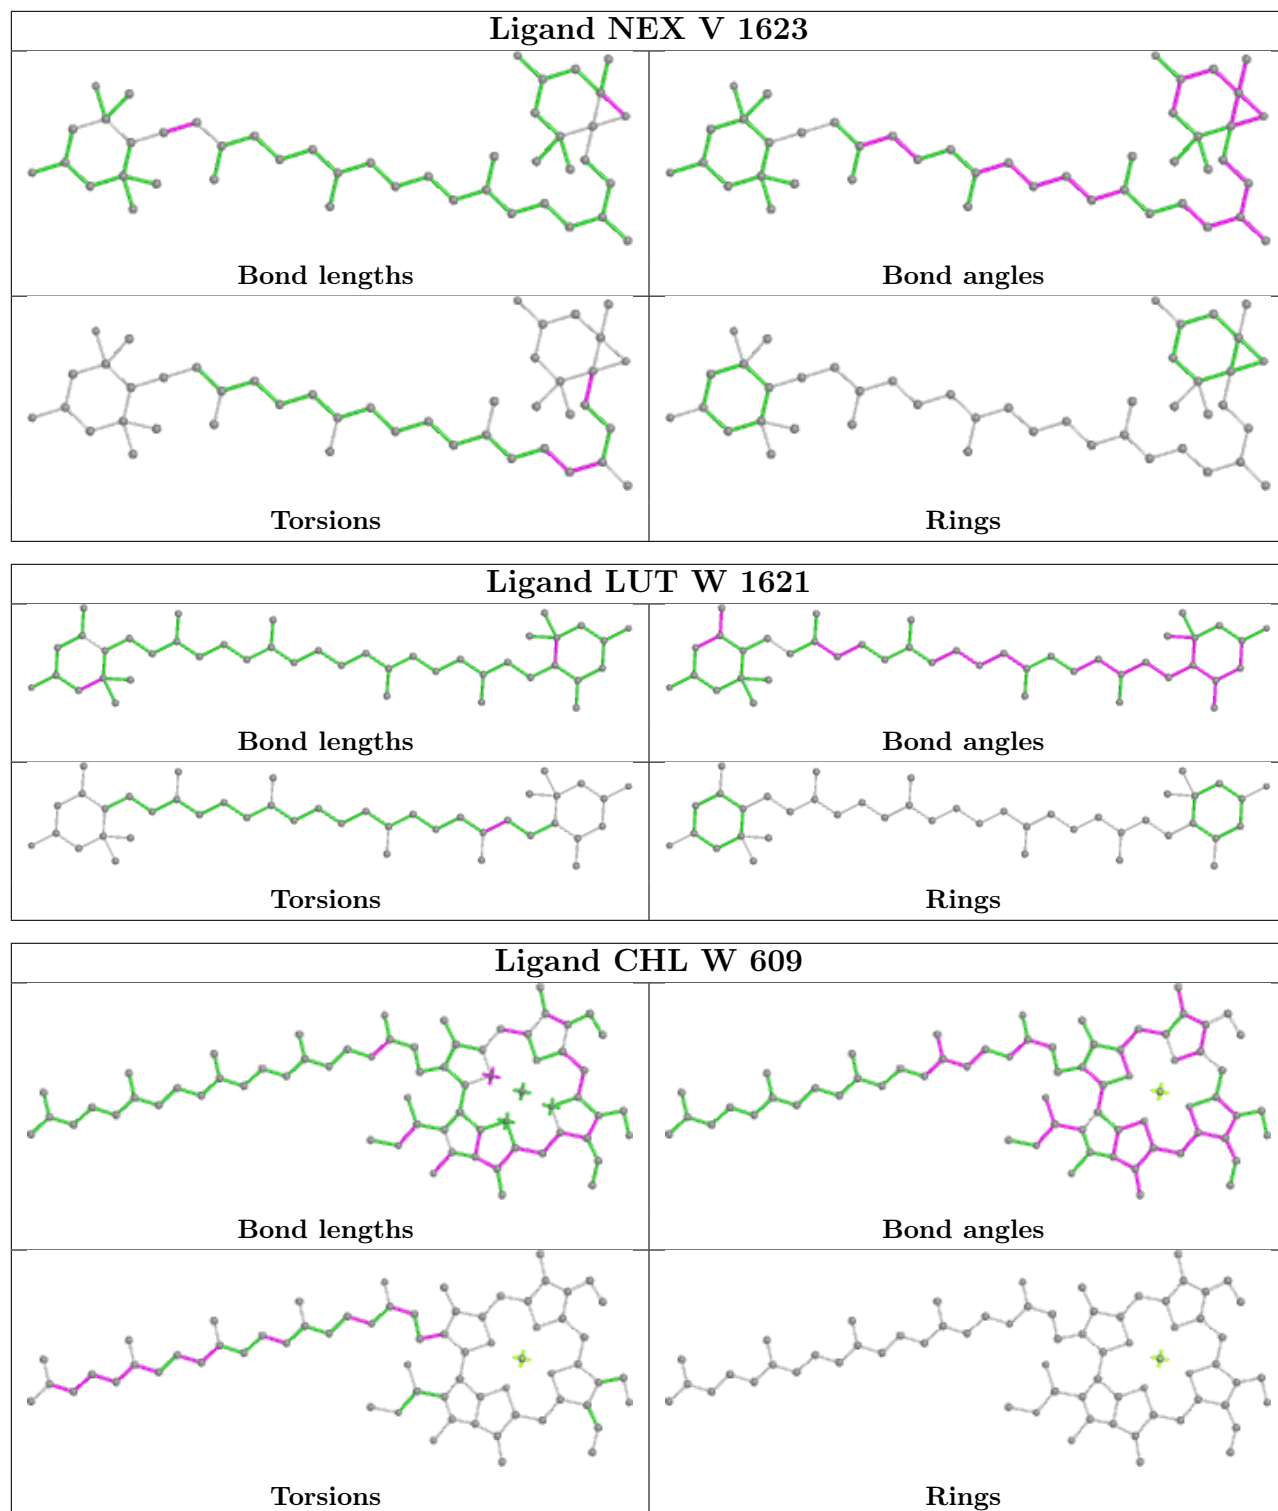 Ligand NEX V 1623
Bond lengths
Bond angles
Torsions
Rings
Ligand LUT W 1621
Bond lengths
Bond angles
Torsions
Rings
Ligand CHL W 609
Bond lengths
Bond angles
Torsions
Rings